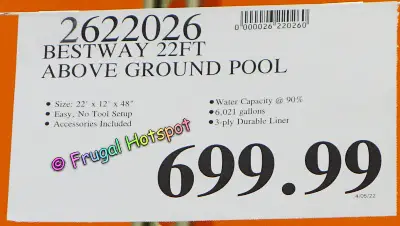 2622026
0 000026 220260
BESTWAY 22FT
ABOVE GROUND POOL
• Size: 22' x 12' x 48"
• Easy, No Tool Setup
• Accessories Included
• Water Capacity @ 90%
• 6,021 gallons
• 3-ply Durable Liner
@ Frugal Hotspot
699.99
4/06/22